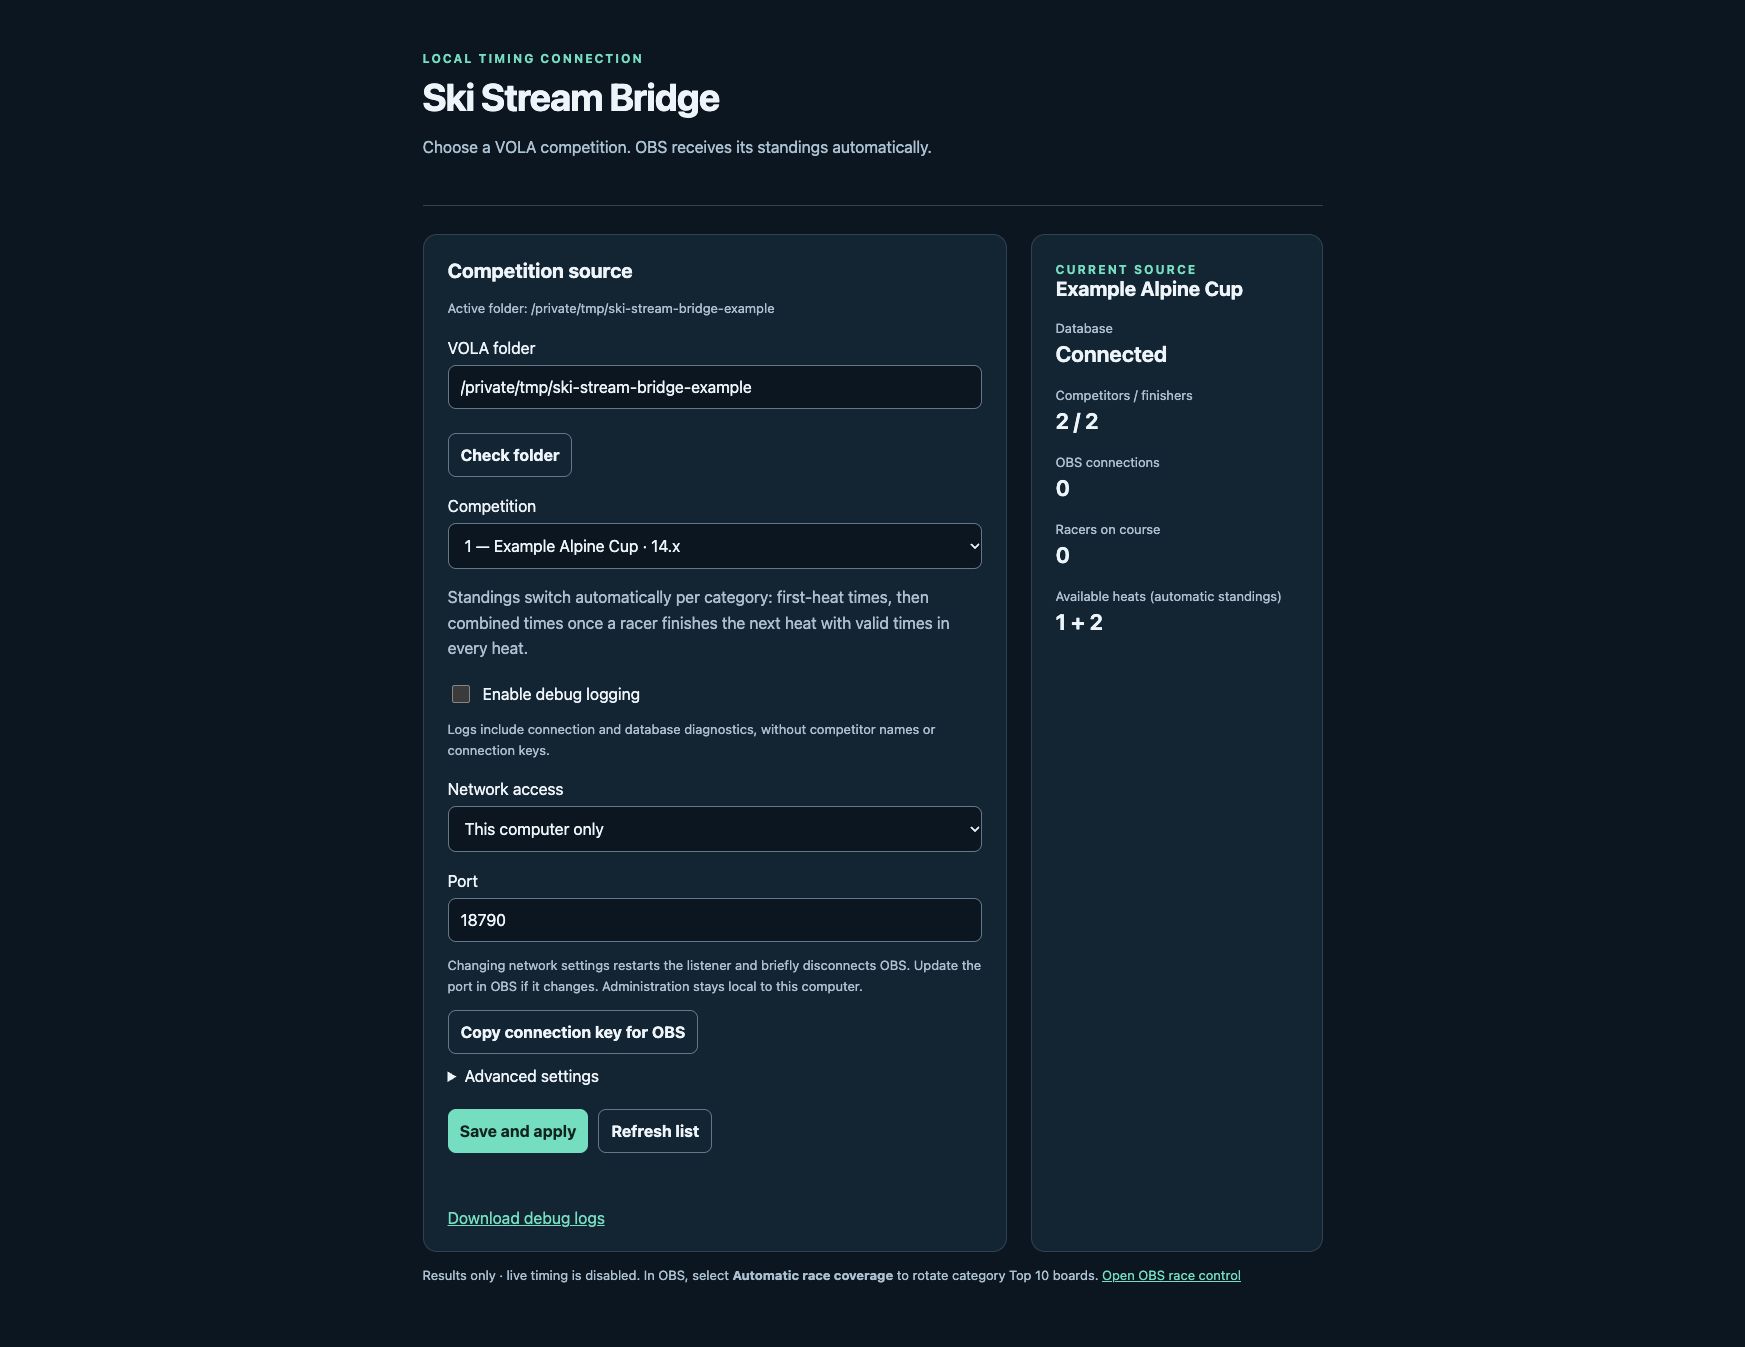 LOCAL TIMING CONNECTION
Ski Stream Bridge
Choose a VOLA competition. OBS receives its standings automatically.
Competition source
Active folder: /private/tmp/ski-stream-bridge-example
VOLA folder
/private/tmp/ski-stream-bridge-example
Check folder
Competition
1 — Example Alpine Cup · 14.x
Standings switch automatically per category: first-heat times, then
combined times once a racer finishes the next heat with valid times in
every heat.
Enable debug logging
Logs include connection and database diagnostics, without competitor names or
connection keys.
Network access
This computer only
Port
18790
Changing network settings restarts the listener and briefly disconnects OBS. Update the
port in OBS if it changes. Administration stays local to this computer.
Copy connection key for OBS
Advanced settings
Save and apply
Refresh list
Download debug logs
CURRENT SOURCE
Example Alpine Cup
Database
Connected
Competitors / finishers
2 / 2
OBS connections
0
Racers on course
0
Available heats (automatic standings)
1 + 2
Results only · live timing is disabled. In OBS, select Automatic race coverage to rotate category Top 10 boards. Open OBS race control